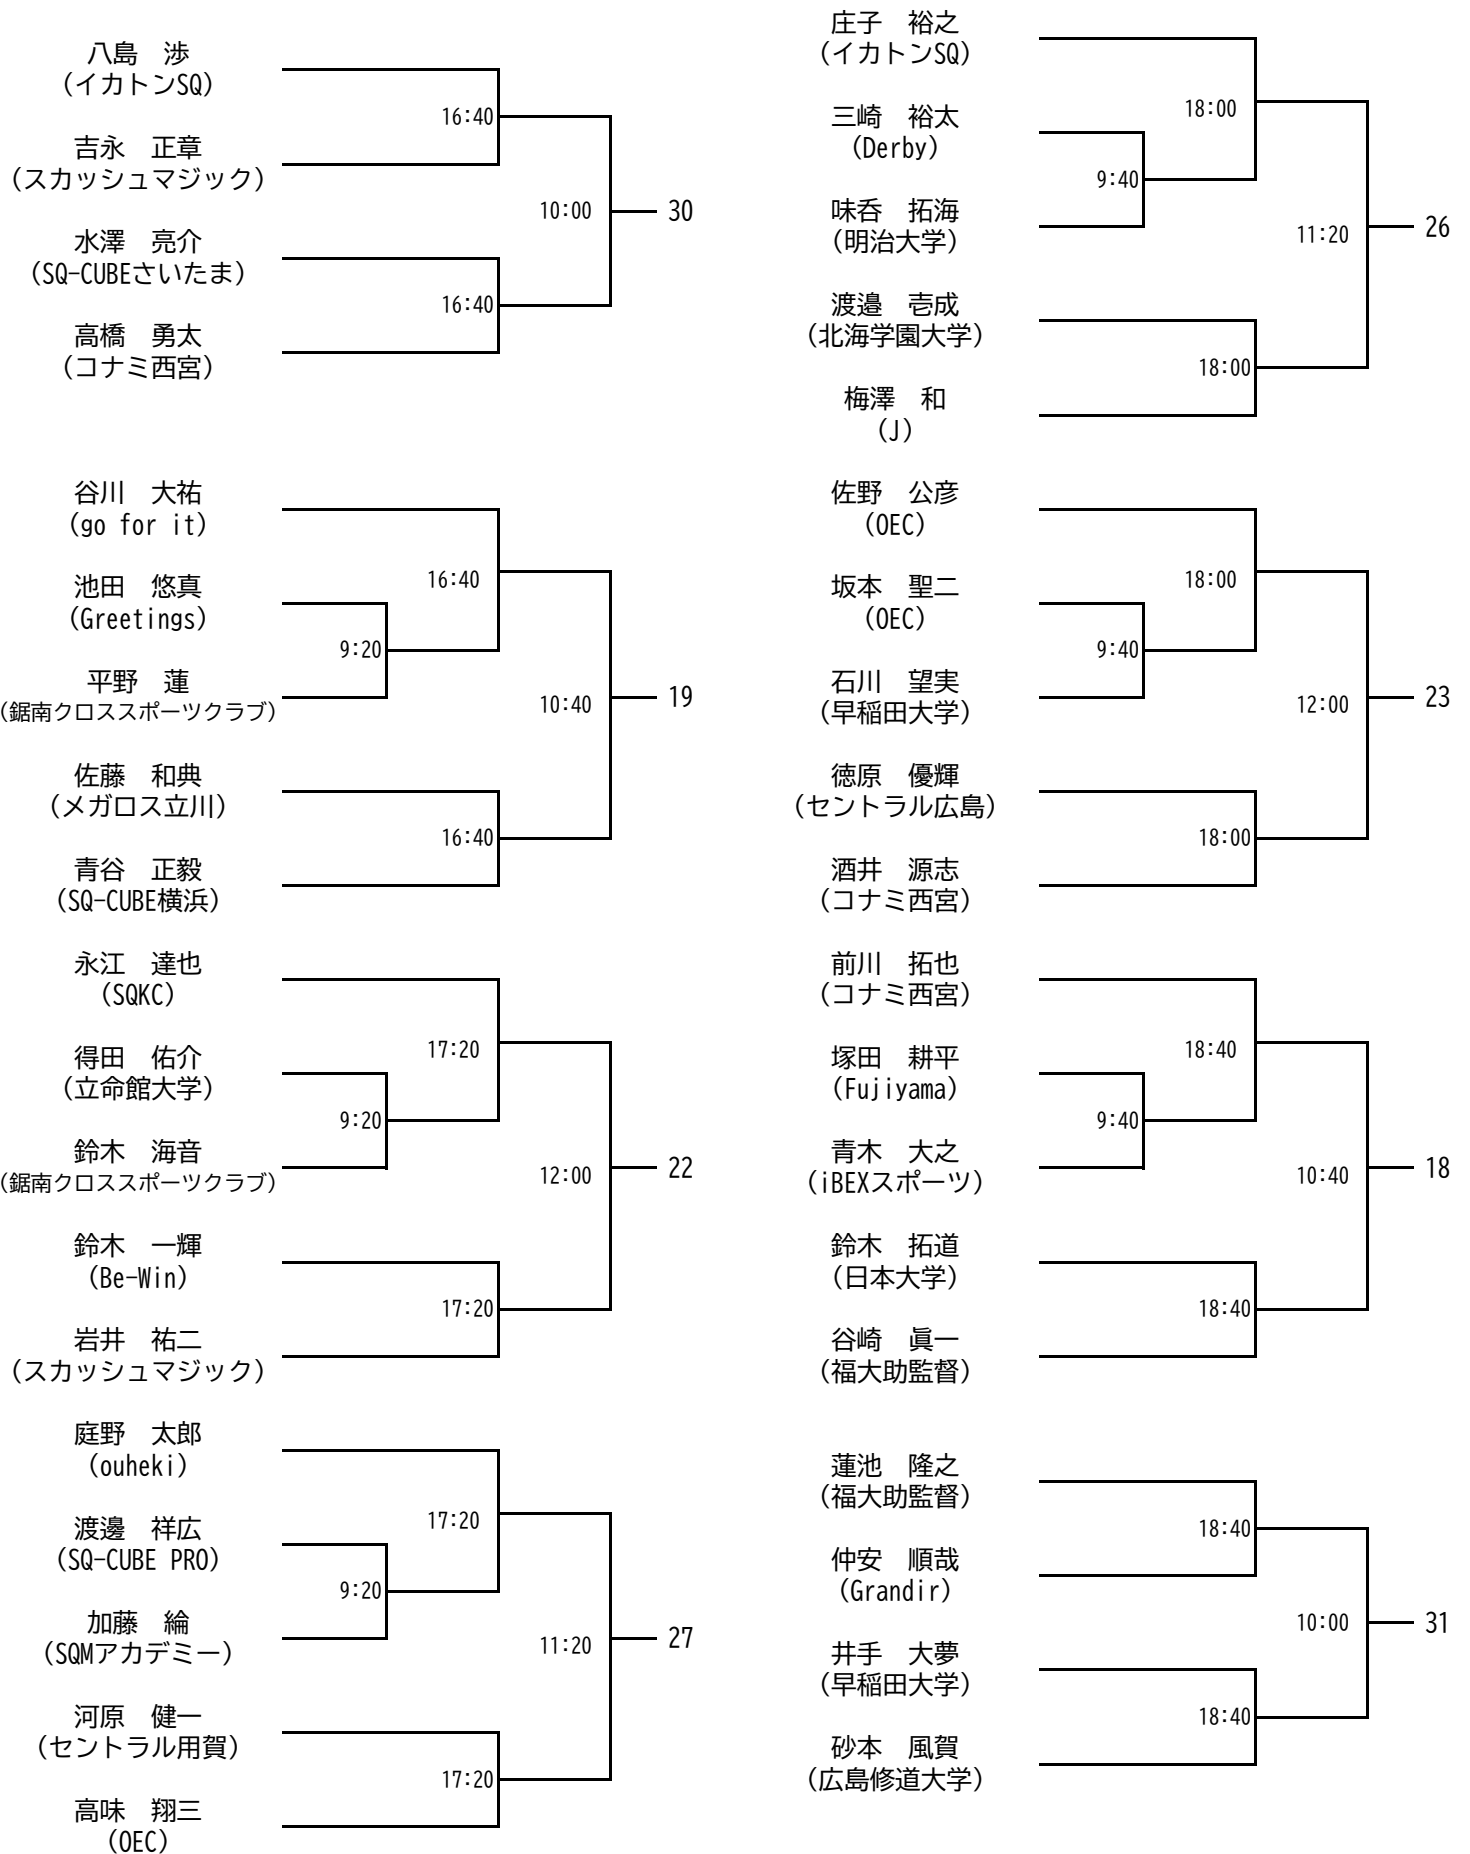 八島　渉
(イカトンSQ)
16:40
吉永　正章
(スカッシュマジック)
10:00
30
水澤　亮介
(SQ-CUBEさいたま)
16:40
高橋　勇太
(コナミ西宮)
谷川　大祐
(go for it)
16:40
池田　悠真
(Greetings)
9:20
平野　蓮
(鋸南クロススポーツクラブ)
10:40
19
佐藤　和典
(メガロス立川)
16:40
青谷　正毅
(SQ-CUBE横浜)
永江　達也
(SQKC)
17:20
得田　佑介
(立命館大学)
9:20
鈴木　海音
(鋸南クロススポーツクラブ)
12:00
22
鈴木　一輝
(Be-Win)
17:20
岩井　祐二
(スカッシュマジック)
庭野　太郎
(ouheki)
17:20
渡邊　祥広
(SQ-CUBE PRO)
9:20
加藤　綸
(SQMアカデミー)
11:20
27
河原　健一
(セントラル用賀)
17:20
高味　翔三
(OEC)
庄子　裕之
(イカトンSQ)
18:00
三崎　裕太
(Derby)
9:40
味呑　拓海
(明治大学)
11:20
26
渡邉　壱成
(北海学園大学)
18:00
梅澤　和
(J)
佐野　公彦
(OEC)
18:00
坂本　聖二
(OEC)
9:40
石川　望実
(早稲田大学)
12:00
23
徳原　優輝
(セントラル広島)
18:00
酒井　源志
(コナミ西宮)
前川　拓也
(コナミ西宮)
18:40
塚田　耕平
(Fujiyama)
9:40
青木　大之
(iBEXスポーツ)
10:40
18
鈴木　拓道
(日本大学)
18:40
谷崎　眞一
(福大助監督)
蓮池　隆之
(福大助監督)
18:40
仲安　順哉
(Grandir)
10:00
31
井手　大夢
(早稲田大学)
18:40
砂本　風賀
(広島修道大学)